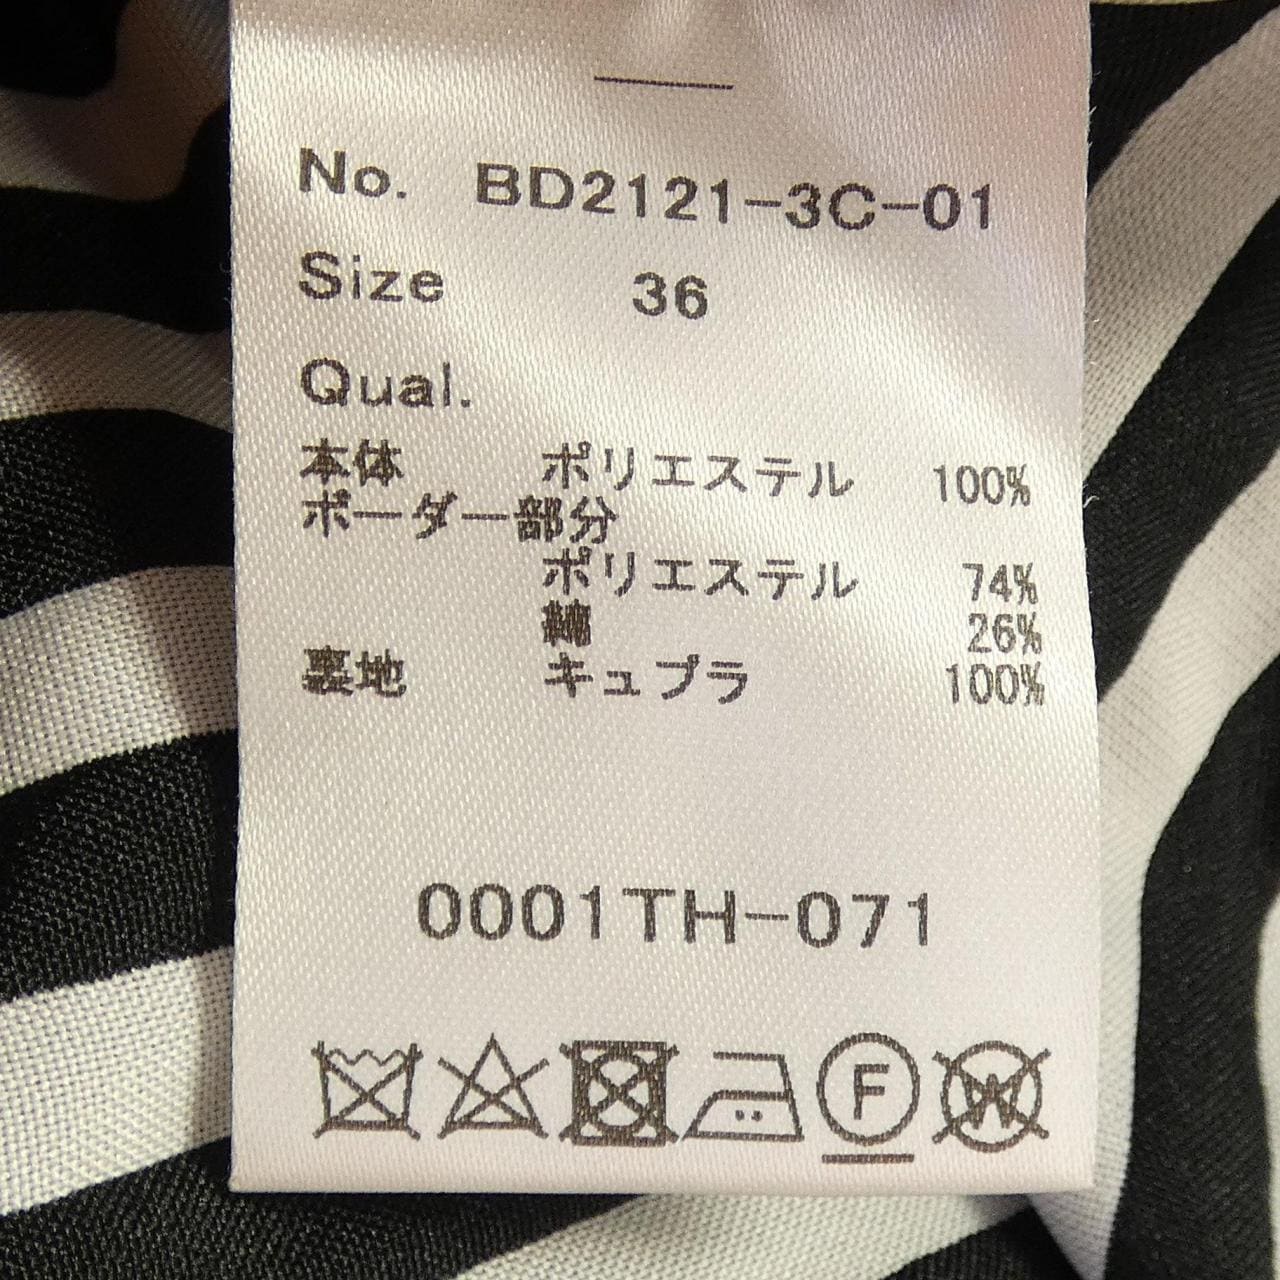 No. BD2121-3C-01
Size 36
Qual.
本体 ポリエステル 100%
ボーダー部分
ポリエステル 74%
綿 26%
裏地 キュプラ 100%
0001TH-071
F W